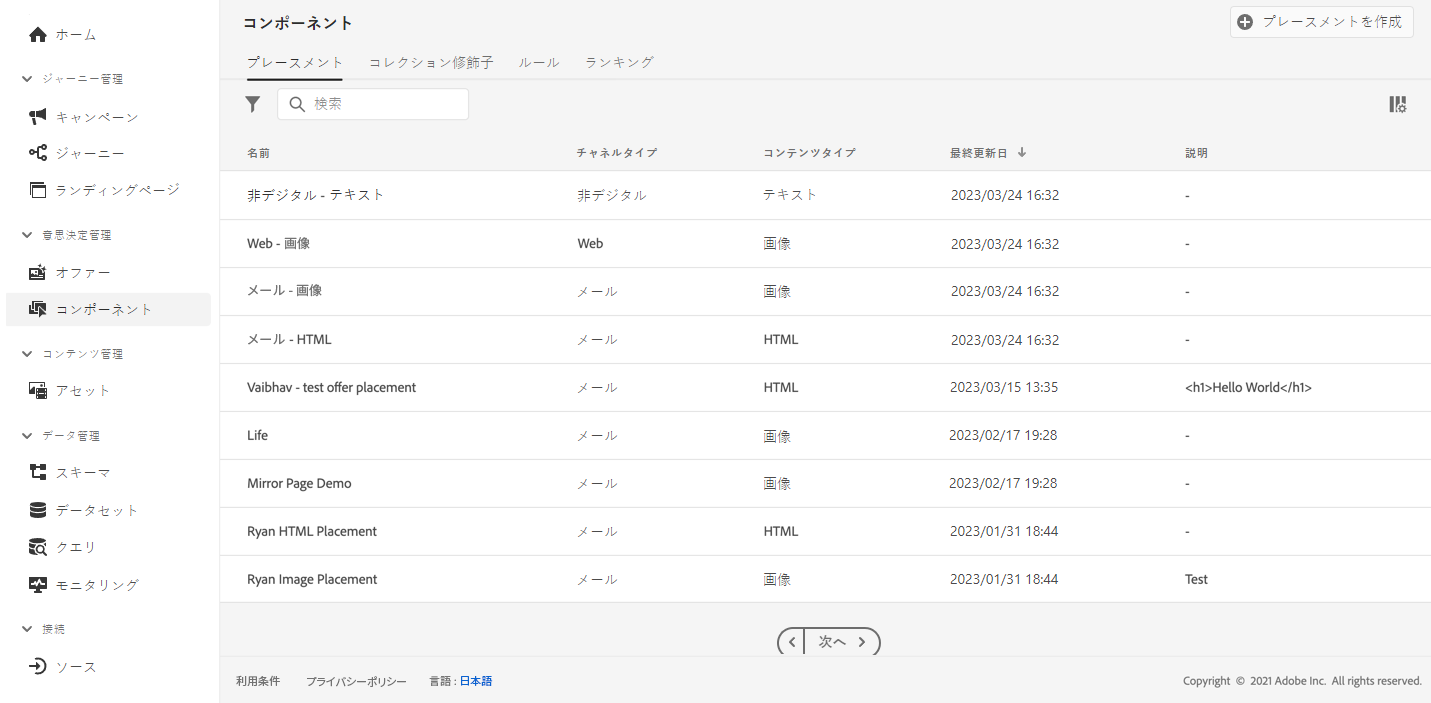 ホーム
ジャーニー管理
キャンペーン
ジャーニー
ランディングページ
意思決定管理
オファー
コンポーネント
コンテンツ管理
アセット
データ管理
スキーマ
データセット
クエリ
モニタリング
接続
ソース
コンポーネント
プレースメントを作成
プレースメント コレクション修飾子 ルール ランキング
検索
名前 チャネルタイプ コンテンツタイプ 最終更新日 説明
非デジタル - テキスト 非デジタル テキスト 2023/03/24 16:32 -
Web - 画像 Web 画像 2023/03/24 16:32 -
メール - 画像 メール 画像 2023/03/24 16:32 -
メール - HTML メール HTML 2023/03/24 16:32 -
Vaibhav - test offer placement メール HTML 2023/03/15 13:35 <h1>Hello World</h1>
Life メール 画像 2023/02/17 19:28 -
Mirror Page Demo メール 画像 2023/02/17 19:28 -
Ryan HTML Placement メール HTML 2023/01/31 18:44 -
Ryan Image Placement メール 画像 2023/01/31 18:44 Test
次へ
利用条件 プライバシーポリシー 言語 : 日本語 Copyright © 2021 Adobe Inc. All rights reserved.